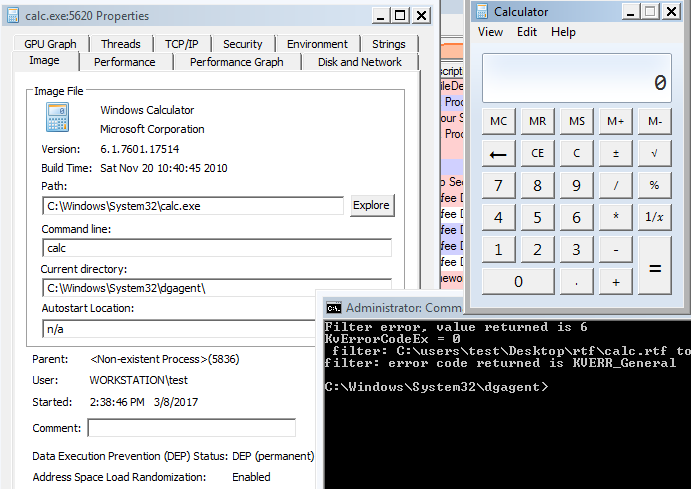 calc.exe:5620 Properties
GPU Graph Threads TCP/IP Security Environment Strings
Image Performance Performance Graph Disk and Network
Image File
Windows Calculator
Microsoft Corporation
Version: 6.1.7601.17514
Build Time: Sat Nov 20 10:40:45 2010
Path:
C:\Windows\System32\calc.exe Explore
Command line:
calc
Current directory:
C:\Windows\System32\dgagent\
Autostart Location:
n/a
Parent: <Non-existent Process>(5836)
User: WORKSTATION\test
Started: 2:38:46 PM 3/8/2017
Comment:
Data Execution Prevention (DEP) Status: DEP (permanent)
Address Space Load Randomization: Enabled
Calculator
View Edit Help
0
MC MR MS M+ M-
← CE C ± √
7 8 9 / %
4 5 6 * 1/x
1 2 3 - =
0 . +
Administrator: Comm
Filter error, value returned is 6
KvErrorCodeEx = 0
filter: C:\users\test\Desktop\rtf\calc.rtf to
filter: error code returned is KVERR_General
C:\Windows\System32\dgagent>